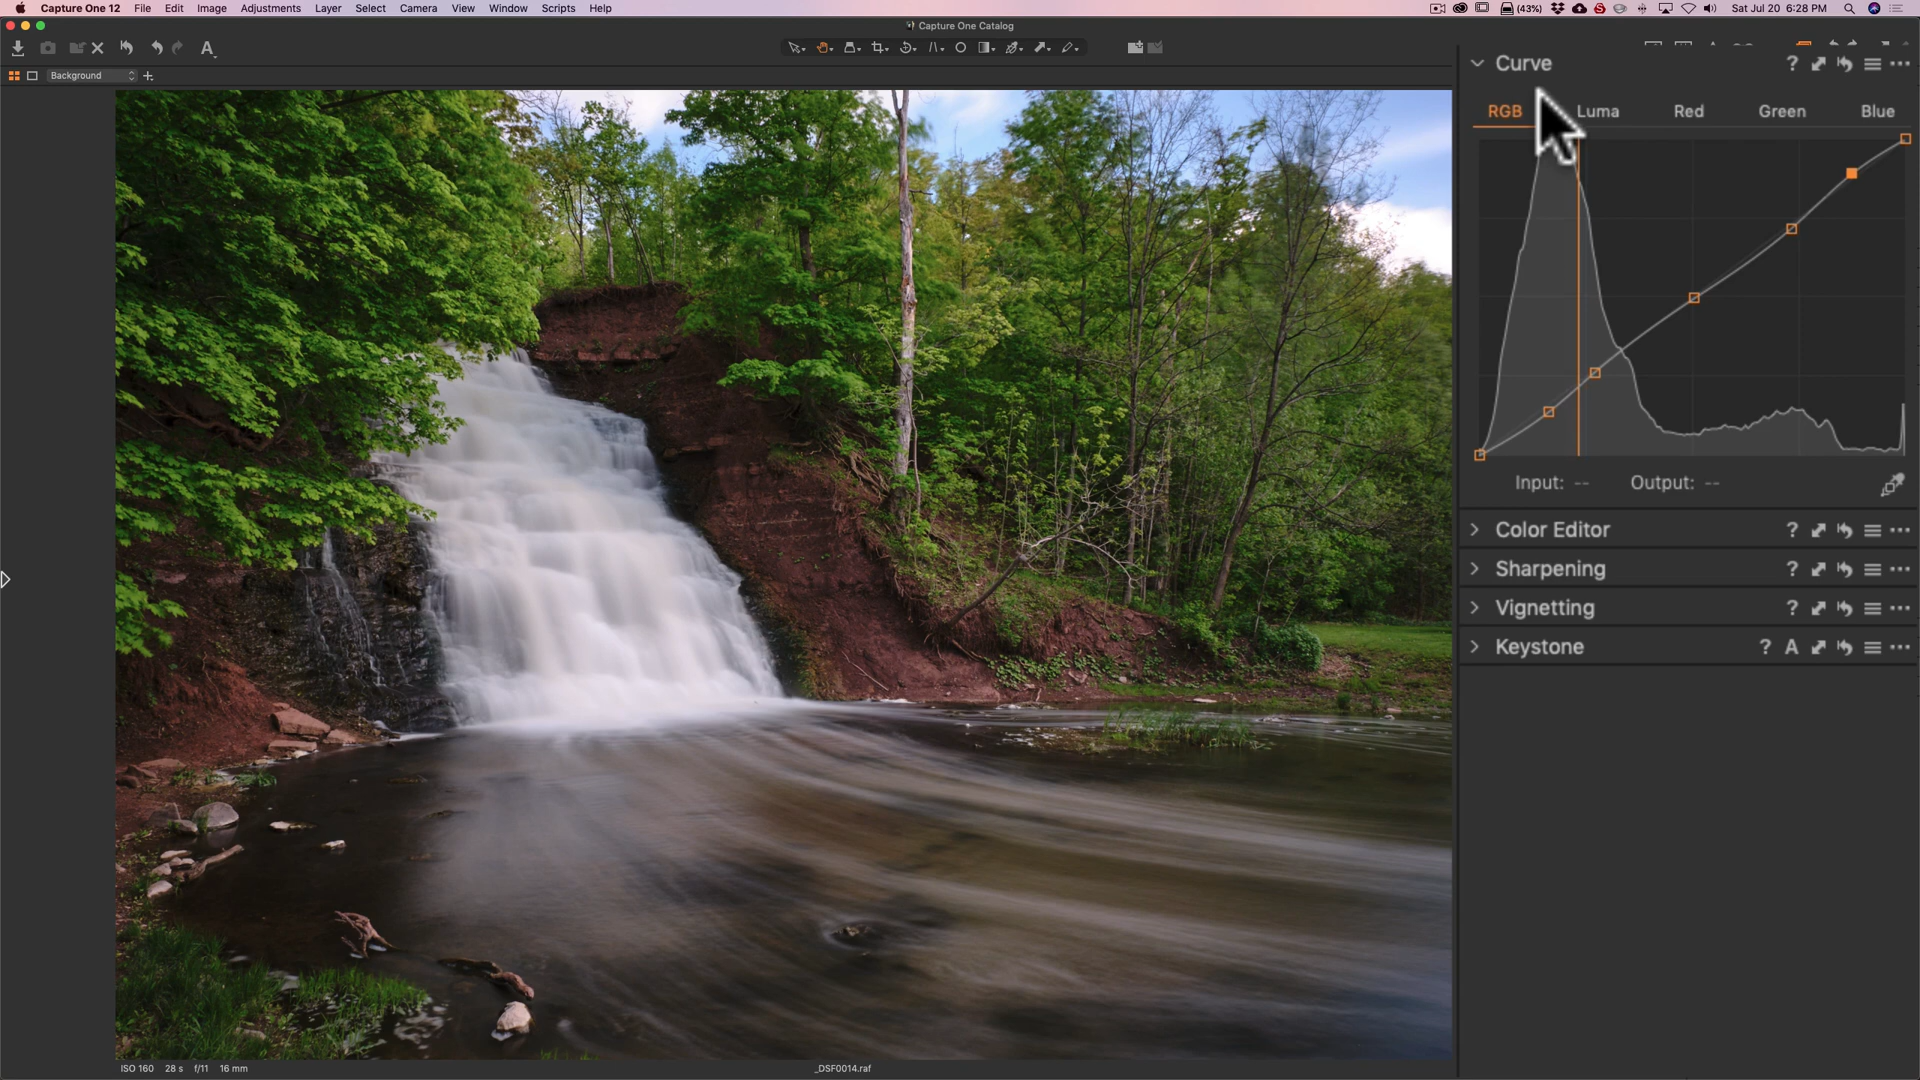 Capture One 12 File Edit Image Adjustments Layer Select Camera View Window Scripts Help (43%) Sat Jul 20 6:28 PM
Capture One Catalog
A
Background
Curve ?
RGB Luma Red Green Blue
Input: -- Output: --
Color Editor ?
Sharpening ?
Vignetting ?
Keystone ? A
ISO 160 28 s f/11 16 mm _DSF0014.raf